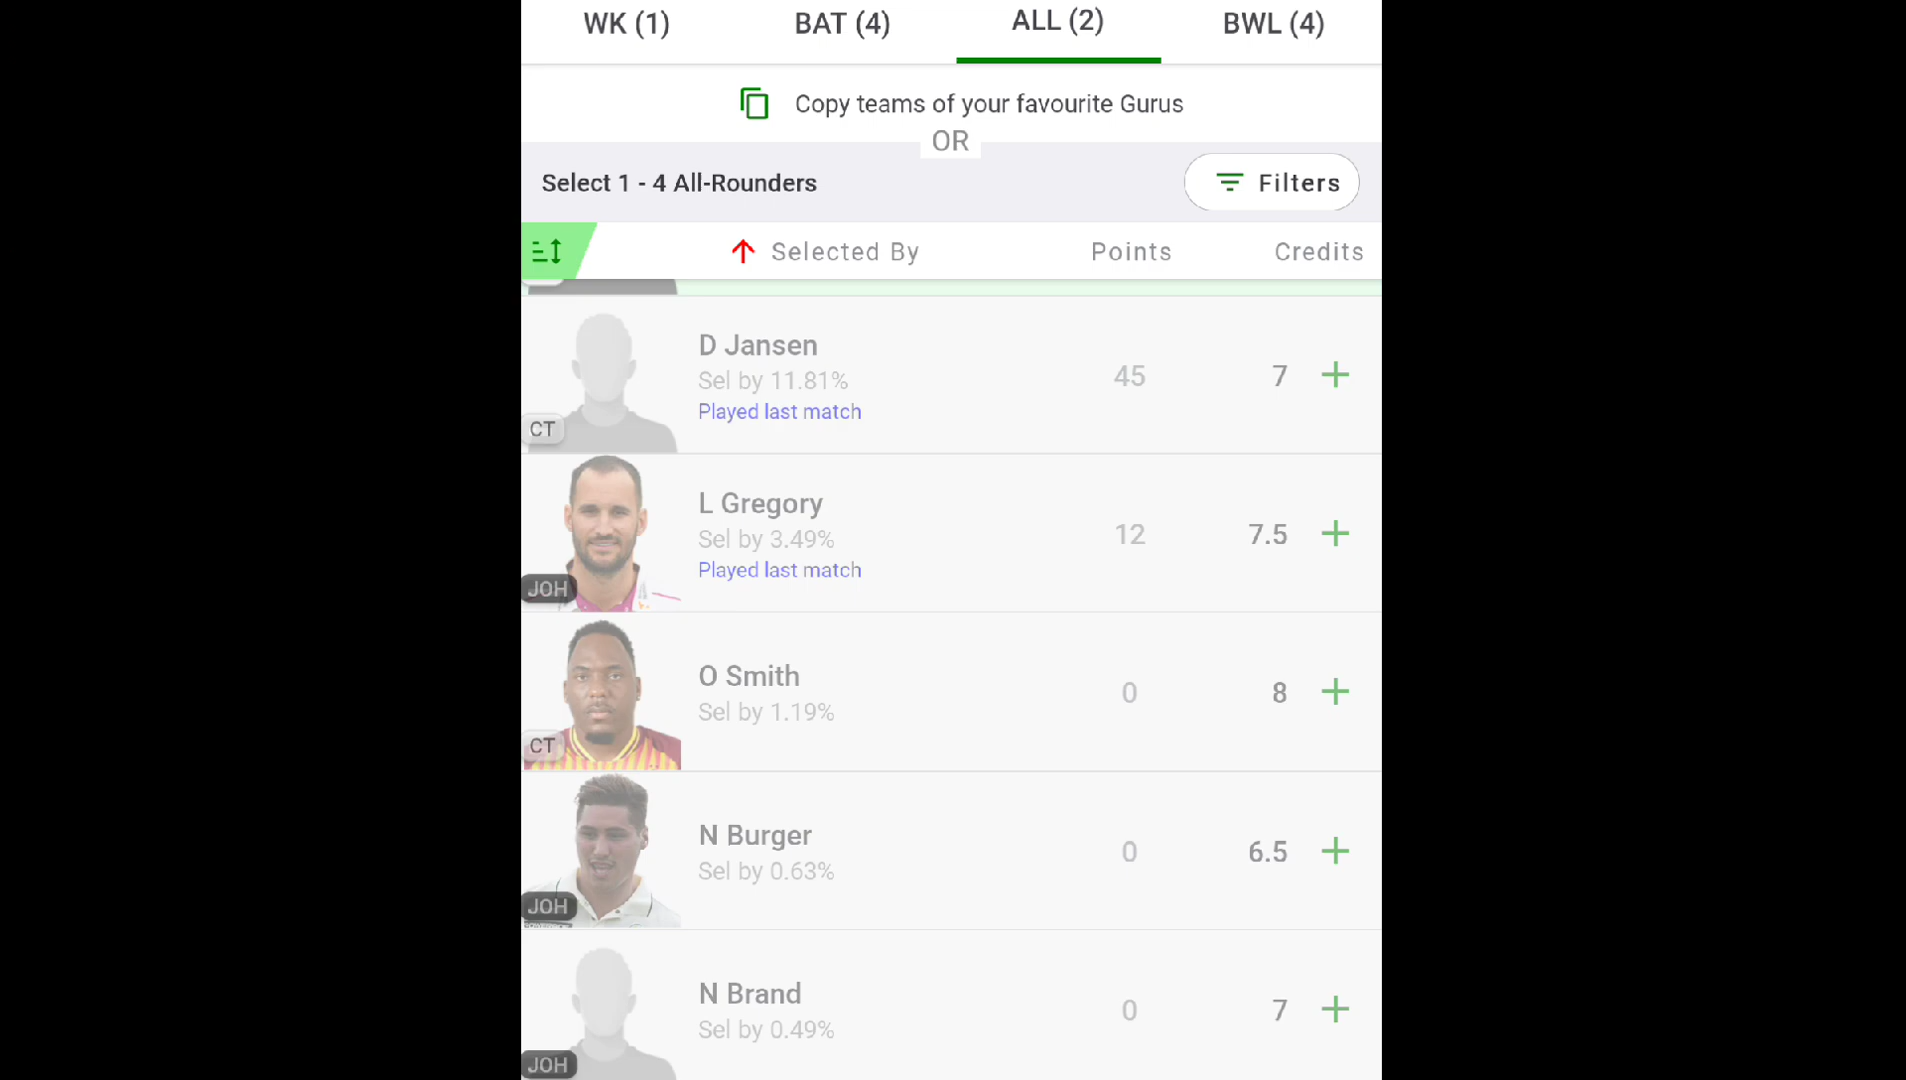 WK (1) BAT (4) ALL (2) BWL (4)
Copy teams of your favourite Gurus
OR
Select 1 - 4 All-Rounders Filters
Selected By Points Credits
D Jansen
Sel by 11.81% 45 7
Played last match
CT
L Gregory
Sel by 3.49% 12 7.5
Played last match
JOH
O Smith
Sel by 1.19% 0 8
CT
N Burger
Sel by 0.63% 0 6.5
JOH
N Brand
Sel by 0.49% 0 7
JOH